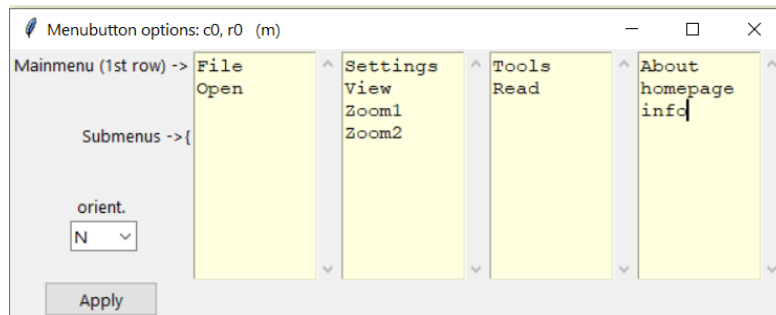 Menubutton options: c0, r0 (m)
Mainmenu (1st row) -> File Settings Tools About
Open View Read homepage
Zoom1 info
Submenus ->{ Zoom2
orient.
N
Apply